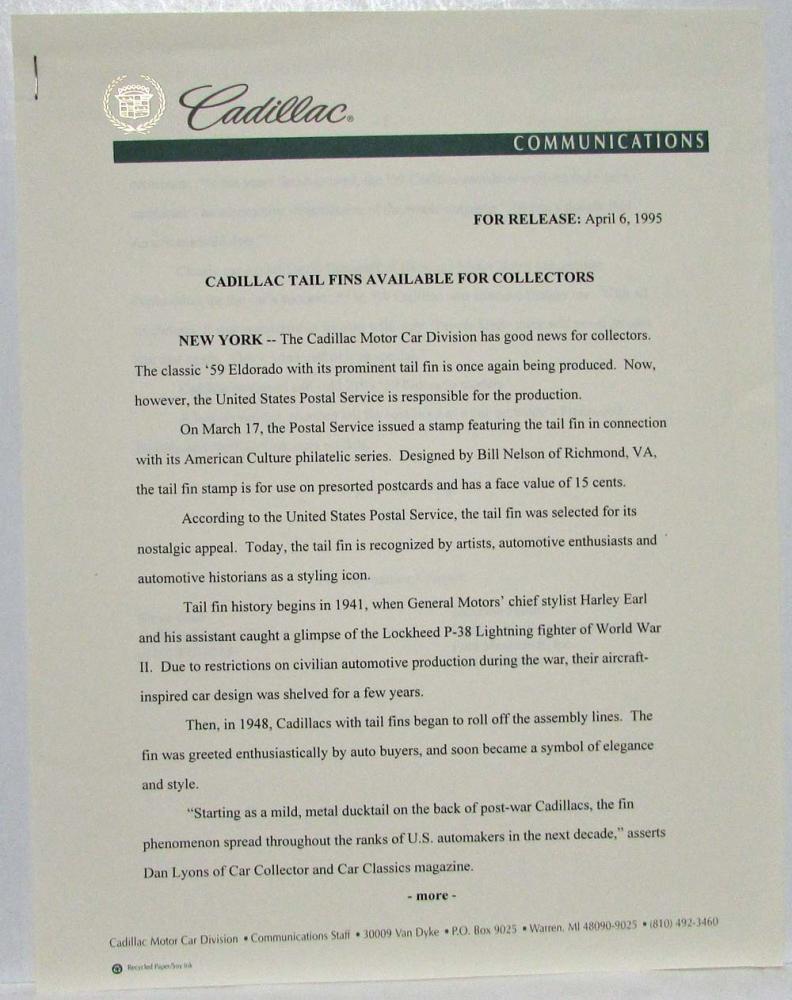 Cadillac®
COMMUNICATIONS
FOR RELEASE: April 6, 1995
CADILLAC TAIL FINS AVAILABLE FOR COLLECTORS
NEW YORK -- The Cadillac Motor Car Division has good news for collectors.
The classic ‘59 Eldorado with its prominent tail fin is once again being produced. Now,
however, the United States Postal Service is responsible for the production.
On March 17, the Postal Service issued a stamp featuring the tail fin in connection
with its American Culture philatelic series. Designed by Bill Nelson of Richmond, VA,
the tail fin stamp is for use on presorted postcards and has a face value of 15 cents.
According to the United States Postal Service, the tail fin was selected for its
nostalgic appeal. Today, the tail fin is recognized by artists, automotive enthusiasts and
automotive historians as a styling icon.
Tail fin history begins in 1941, when General Motors’ chief stylist Harley Earl
and his assistant caught a glimpse of the Lockheed P-38 Lightning fighter of World War
II. Due to restrictions on civilian automotive production during the war, their aircraft-
inspired car design was shelved for a few years.
Then, in 1948, Cadillacs with tail fins began to roll off the assembly lines. The
fin was greeted enthusiastically by auto buyers, and soon became a symbol of elegance
and style.
“Starting as a mild, metal ducktail on the back of post-war Cadillacs, the fin
phenomenon spread throughout the ranks of U.S. automakers in the next decade,” asserts
Dan Lyons of Car Collector and Car Classics magazine.
- more -
Cadillac Motor Car Division • Communications Staff • 30009 Van Dyke • P.O. Box 9025 • Warren, MI 48090-9025 • (810) 492-3460
Recycled Paper/Soy Ink